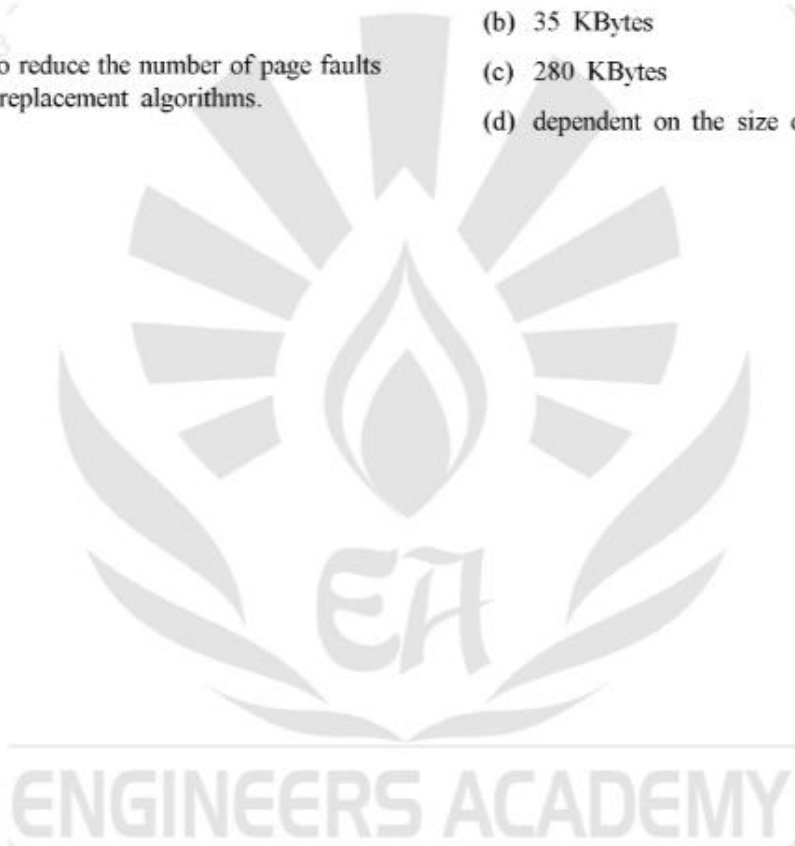 o reduce the number of page faults
replacement algorithms.
(b) 35 KBytes
(c) 280 KBytes
(d) dependent on the size
EA
ENGINEERS ACADEMY